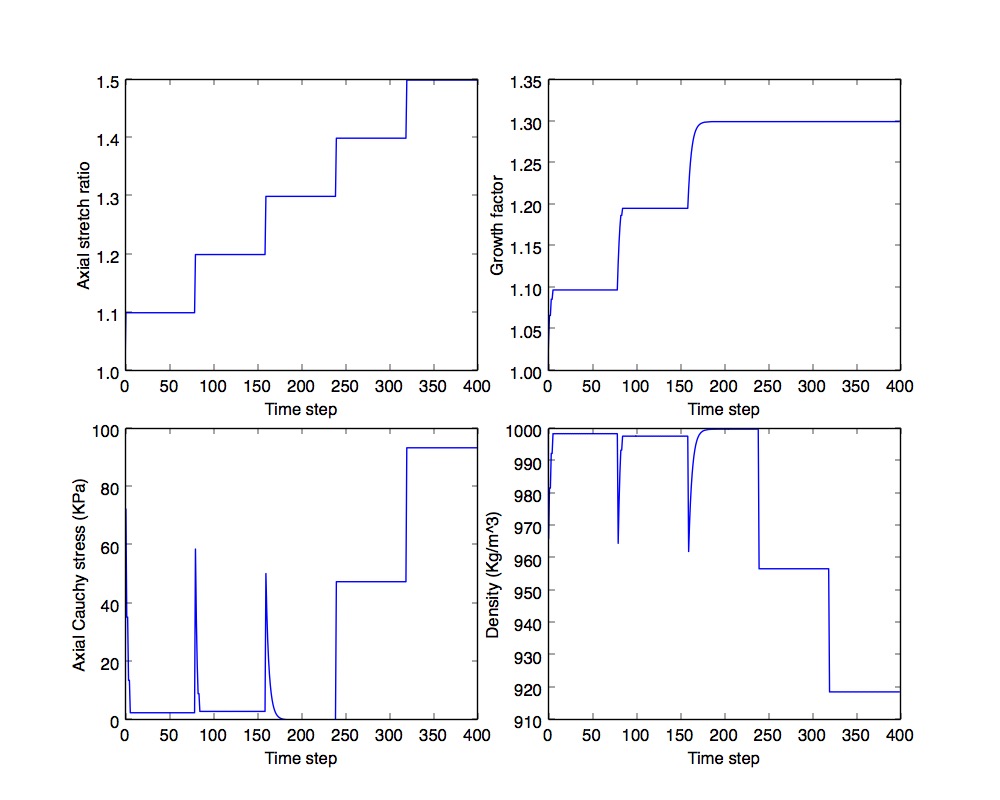 1.5
1.4
1.3
1.2
1.1
1.0
0 50 100 150 200 250 300 350 400
Time step
Axial stretch ratio
1.35
1.30
1.25
1.20
1.15
1.10
1.05
1.00
0 50 100 150 200 250 300 350 400
Time step
Growth factor
100
80
60
40
20
0
0 50 100 150 200 250 300 350 400
Time step
Axial Cauchy stress (KPa)
1000
990
980
970
960
950
940
930
920
910
0 50 100 150 200 250 300 350 400
Time step
Density (Kg/m^3)